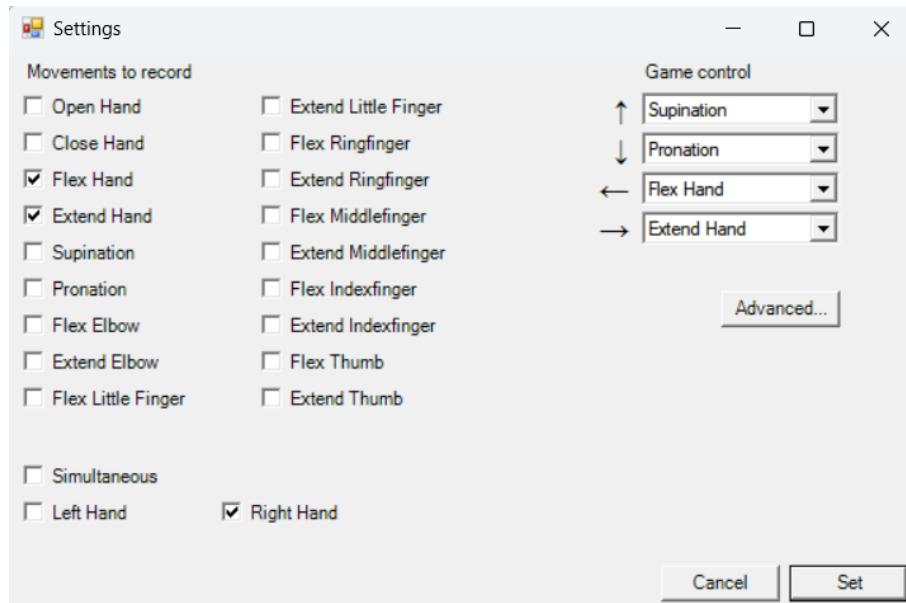 Settings
Movements to record
Game control
Open Hand
Extend Little Finger
↑ Supination
Close Hand
Flex Ringfinger
↓ Pronation
Flex Hand
Extend Ringfinger
← Flex Hand
Extend Hand
Flex Middlefinger
→ Extend Hand
Supination
Extend Middlefinger
Pronation
Flex Indexfinger
Advanced...
Flex Elbow
Extend Indexfinger
Extend Elbow
Flex Thumb
Flex Little Finger
Extend Thumb
Simultaneous
Left Hand
Right Hand
Cancel
Set